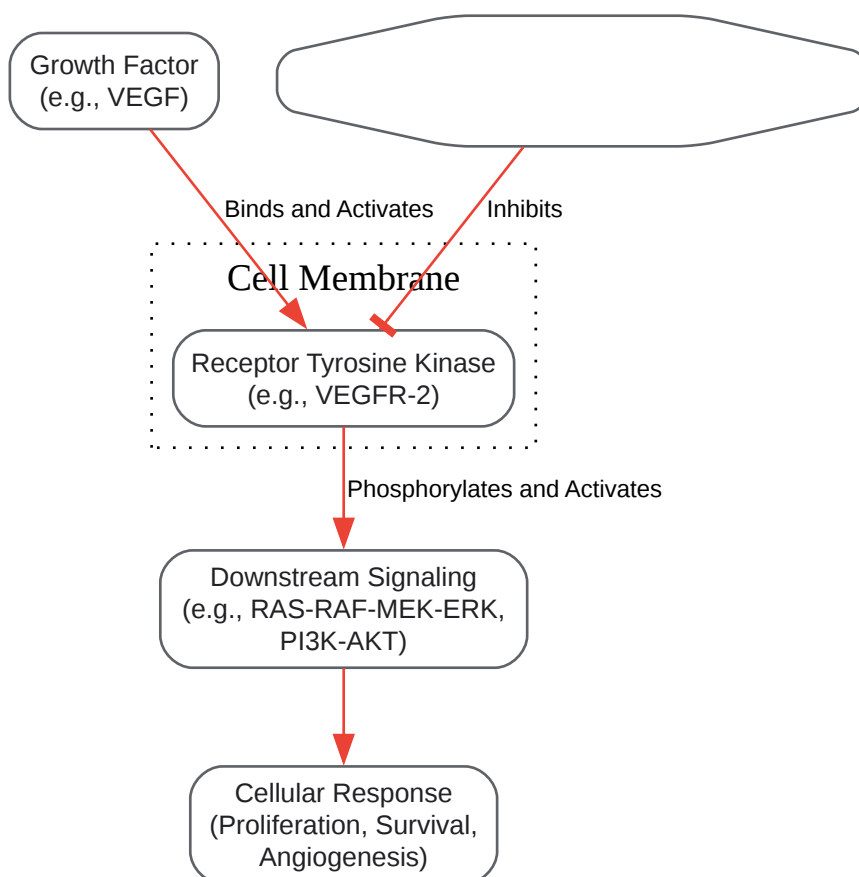 Growth Factor
(e.g., VEGF)
Binds and Activates
Inhibits
Cell Membrane
Receptor Tyrosine Kinase
(e.g., VEGFR-2)
Phosphorylates and Activates
Downstream Signaling
(e.g., RAS-RAF-MEK-ERK,
PI3K-AKT)
Cellular Response
(Proliferation, Survival,
Angiogenesis)